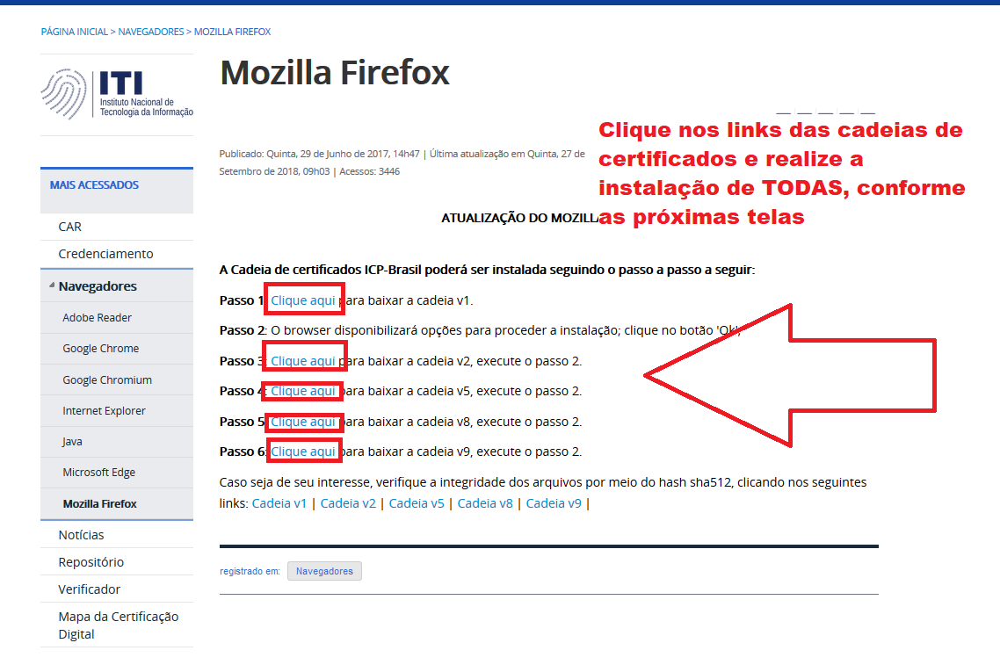 PÁGINA INICIAL > NAVEGADORES > MOZILLA FIREFOX
ITI
Instituto Nacional de
Tecnologia da Informação
MAIS ACESSADOS
CAR
Credenciamento
Navegadores
Adobe Reader
Google Chrome
Google Chromium
Internet Explorer
Java
Microsoft Edge
Mozilla Firefox
Notícias
Repositório
Verificador
Mapa da Certificação
Digital
Mozilla Firefox
Clique nos links das cadeias de
certificados e realize a
instalação de TODAS, conforme
as próximas telas
Publicado: Quinta, 29 de Junho de 2017, 14h47 | Última atualização em Quinta, 27 de
Setembro de 2018, 09h03 | Acessos: 3446
ATUALIZAÇÃO DO MOZILLA
A Cadeia de certificados ICP-Brasil poderá ser instalada seguindo o passo a passo a seguir:
Passo 1: Clique aqui para baixar a cadeia v1.
Passo 2: O browser disponibilizará opções para proceder a instalação; clique no botão 'Ok';
Passo 3: Clique aqui para baixar a cadeia v2, execute o passo 2.
Passo 4: Clique aqui para baixar a cadeia v5, execute o passo 2.
Passo 5: Clique aqui para baixar a cadeia v8, execute o passo 2.
Passo 6: Clique aqui para baixar a cadeia v9, execute o passo 2.
Caso seja de seu interesse, verifique a integridade dos arquivos por meio do hash sha512, clicando nos seguintes
links: Cadeia v1 | Cadeia v2 | Cadeia v5 | Cadeia v8 | Cadeia v9 |
registrado em: Navegadores